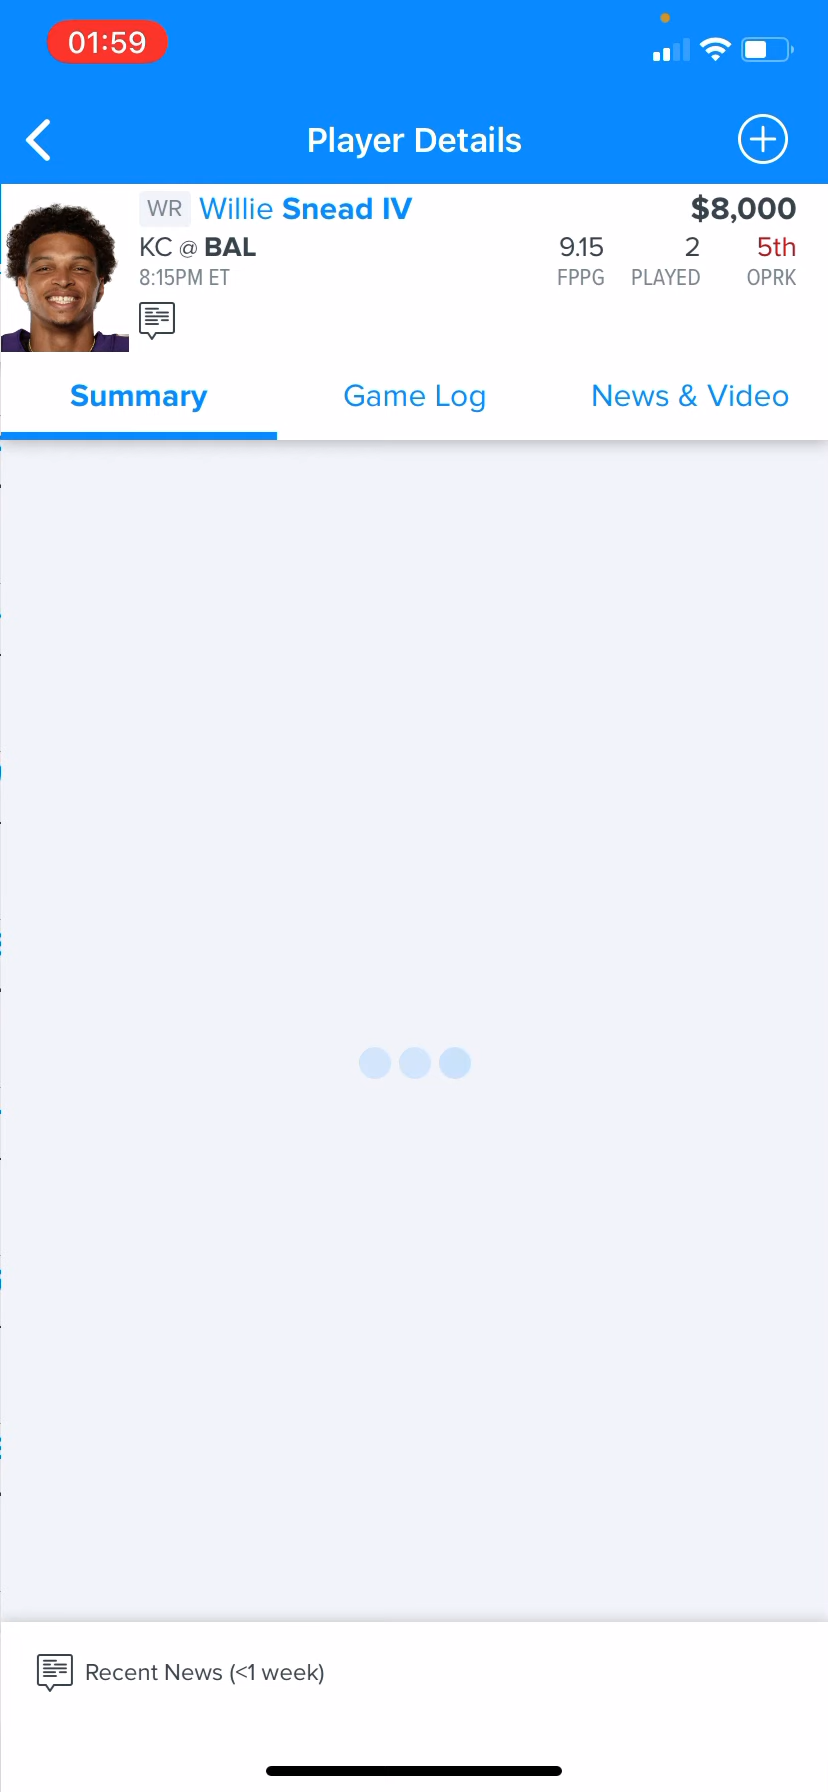 01:59
Player Details
WR Willie Snead IV $8,000
KC @ BAL 9.15 2 5th
8:15PM ET FPPG PLAYED OPRK
Summary Game Log News & Video
Recent News (<1 week)